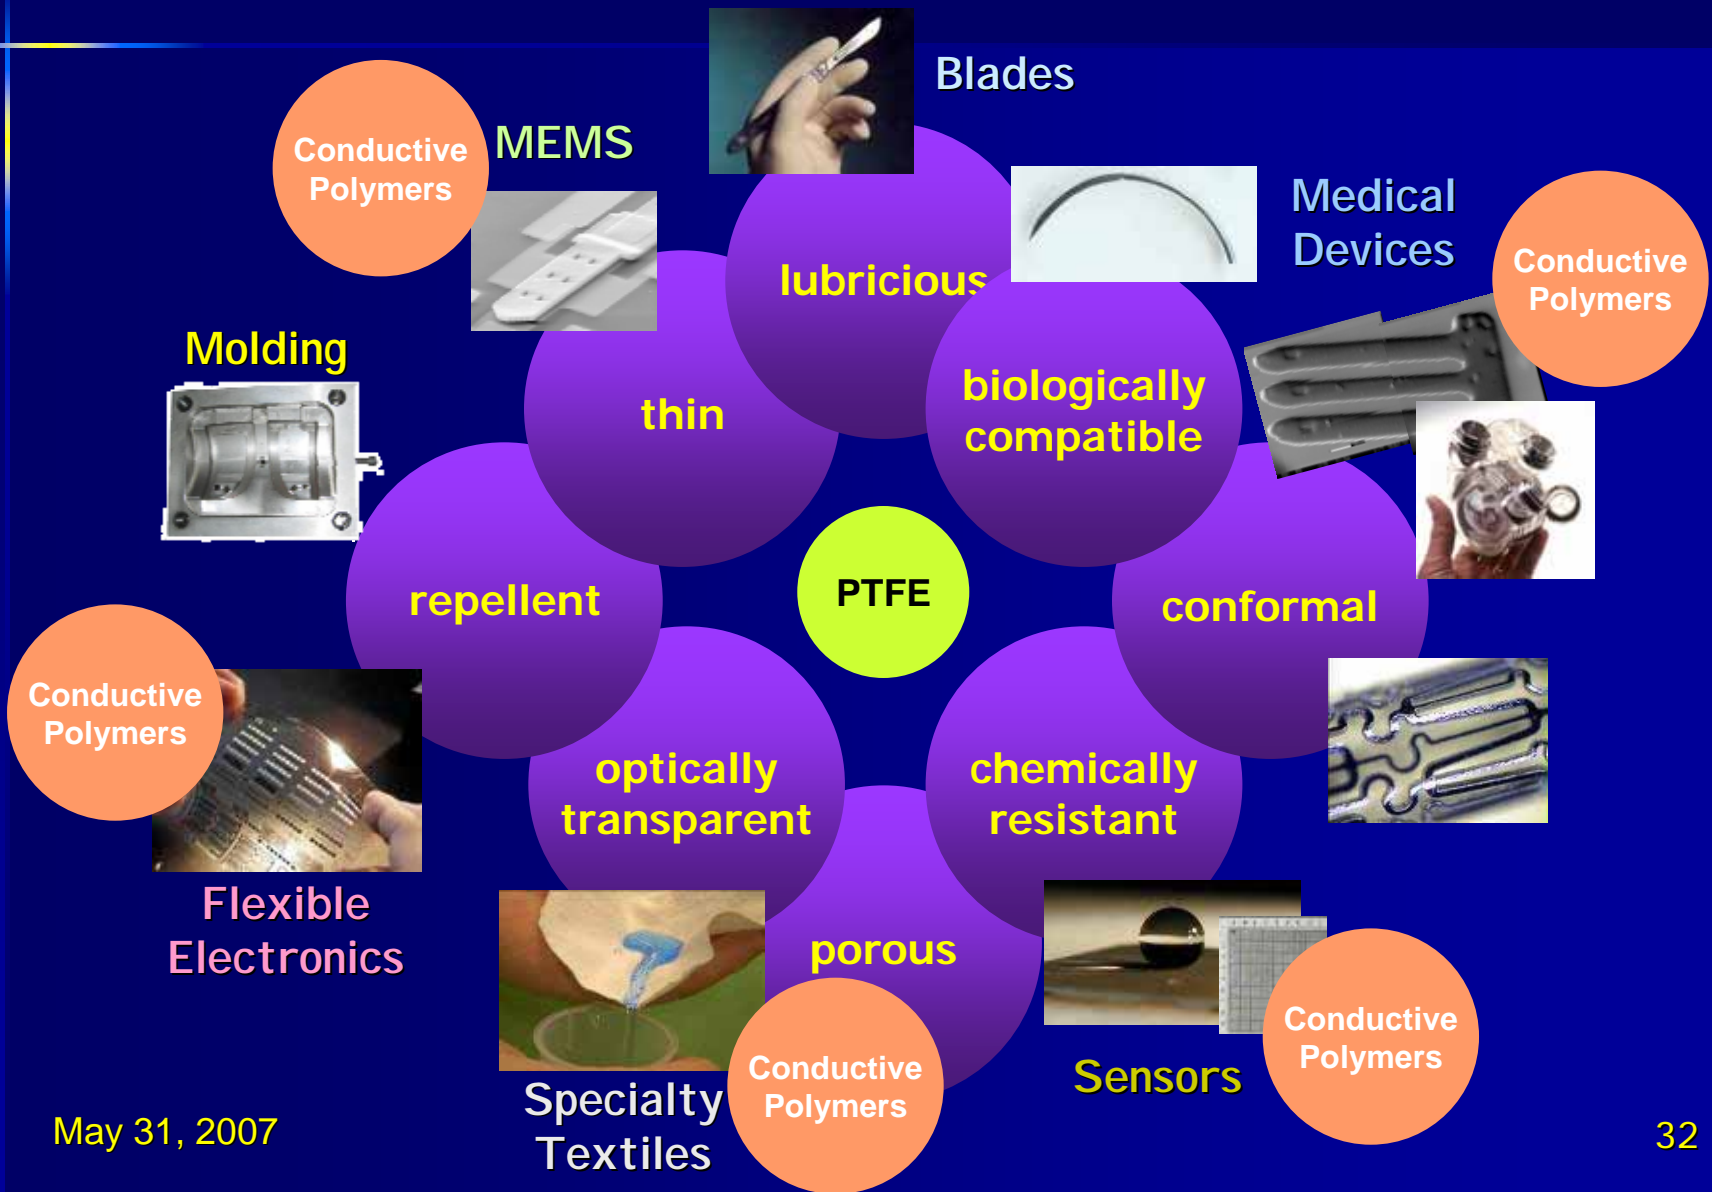 Blades
Conductive
Polymers
MEMS
Medical
Devices
Conductive
Polymers
lubricious
Molding
thin
biologically
compatible
PTFE
repellent
conformal
Conductive
Polymers
optically
transparent
chemically
resistant
Flexible
Electronics
porous
Conductive
Polymers
Sensors
Conductive
Polymers
Specialty
Textiles
May 31, 2007
32